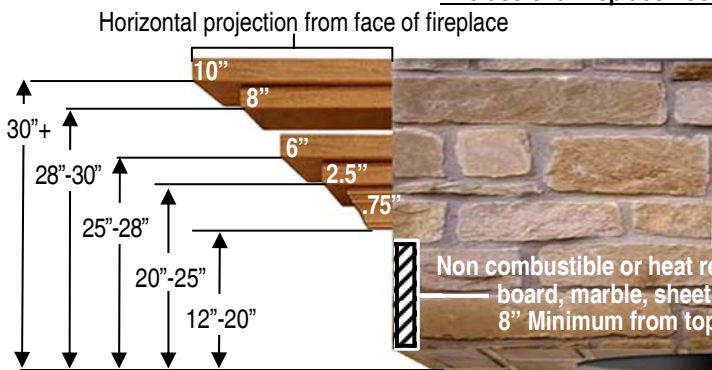 Horizontal projection from face of fireplace
10”
8”
30”+
6”
28”-30”
2.5”
.75”
25”-28”
20”-25”
12”-20”
Non combustible or heat
board, marble, sheet
8” Minimum from top